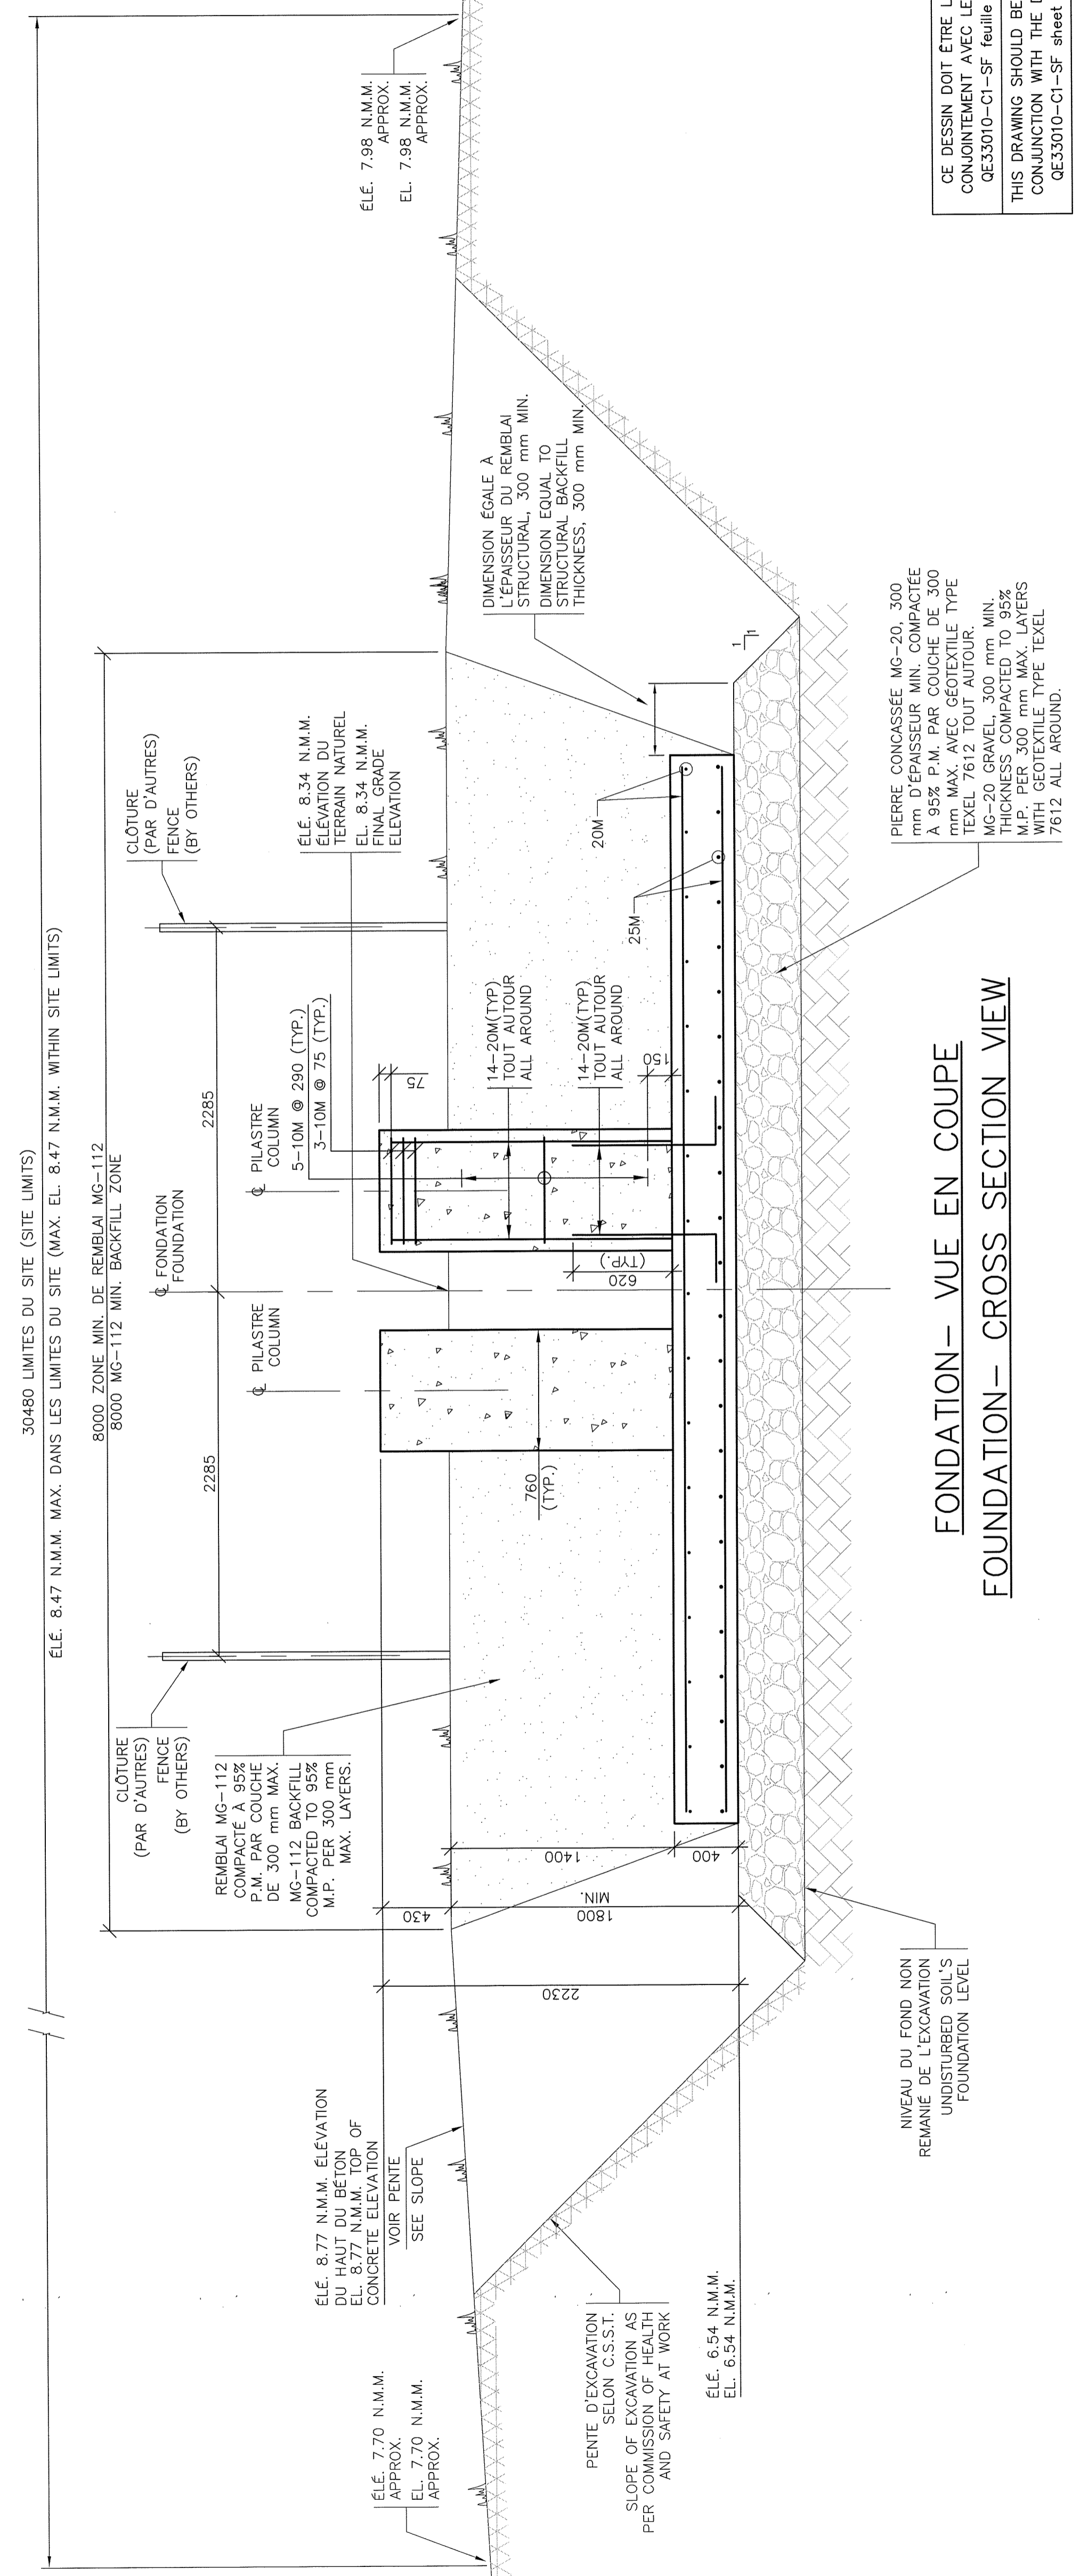 30480 LIMITES DU SITE (SITE LIMITS)
ÉLÉ. 8.47 N.M.M. MAX. DANS LES LIMITES DU SITE (MAX. EL. 8.47 N.M.M. WITHIN SITE LIMITS)
8000 ZONE MIN. DE REMBLAI MG-112
8000 MG-112 MIN. BACKFILL ZONE
2285
2285
CLÔTURE
(PAR D'AUTRES)
FENCE
(BY OTHERS)
CLÔTURE
(PAR D'AUTRES)
FENCE
(BY OTHERS)
℄ FONDATION
FOUNDATION
℄ PILASTRE
COLUMN
℄ PILASTRE
COLUMN
5-10M @ 290 (TYP.)
3-10M @ 75 (TYP.)
75
ÉLÉ. 8.34 N.M.M.
ÉLÉVATION DU
TERRAIN NATUREL
EL. 8.34 N.M.M.
FINAL GRADE
ELEVATION
ÉLÉ. 7.98 N.M.M.
APPROX.
EL. 7.98 N.M.M.
APPROX.
REMBLAI MG-112
COMPACTÉ À 95%
P.M. PAR COUCHE
DE 300 mm MAX.
MG-112 BACKFILL
COMPACTED TO 95%
M.P. PER 300 mm
MAX. LAYERS.
ÉLÉ. 8.77 N.M.M. ÉLÉVATION
DU HAUT DU BÉTON
EL. 8.77 N.M.M. TOP OF
CONCRETE ELEVATION
VOIR PENTE
SEE SLOPE
ÉLÉ. 7.70 N.M.M.
APPROX.
EL. 7.70 N.M.M.
APPROX.
430
1400
400
1800
MIN.
2230
760
(TYP.)
620
(TYP.)
14-20M(TYP)
TOUT AUTOUR
ALL AROUND
14-20M(TYP)
TOUT AUTOUR
ALL AROUND
150
20M
25M
DIMENSION ÉGALE À
L'ÉPAISSEUR DU REMBLAI
STRUCTURAL, 300 mm MIN.
DIMENSION EQUAL TO
STRUCTURAL BACKFILL
THICKNESS, 300 mm MIN.
1
1
PENTE D'EXCAVATION
SELON C.S.S.T.
SLOPE OF EXCAVATION AS
PER COMMISSION OF HEALTH
AND SAFETY AT WORK
ÉLÉ. 6.54 N.M.M.
EL. 6.54 N.M.M.
NIVEAU DU FOND NON
REMANIÉ DE L'EXCAVATION
UNDISTURBED SOIL'S
FOUNDATION LEVEL
PIERRE CONCASSÉE MG-20, 300
mm D'ÉPAISSEUR MIN. COMPACTÉE
À 95% P.M. PAR COUCHE DE 300
mm MAX. AVEC GÉOTEXTILE TYPE
TEXEL 7612 TOUT AUTOUR.
MG-20 GRAVEL, 300 mm MIN.
THICKNESS COMPACTED TO 95%
M.P. PER 300 mm MAX. LAYERS
WITH GEOTEXTILE TYPE TEXEL
7612 ALL AROUND.
FONDATION- VUE EN COUPE
FOUNDATION- CROSS SECTION VIEW
CE DESSIN DOIT ÊTRE L
CONJOINTEMENT AVEC LE
QE33010-C1-SF feuille
THIS DRAWING SHOULD BE
CONJUNCTION WITH THE D
QE33010-C1-SF sheet